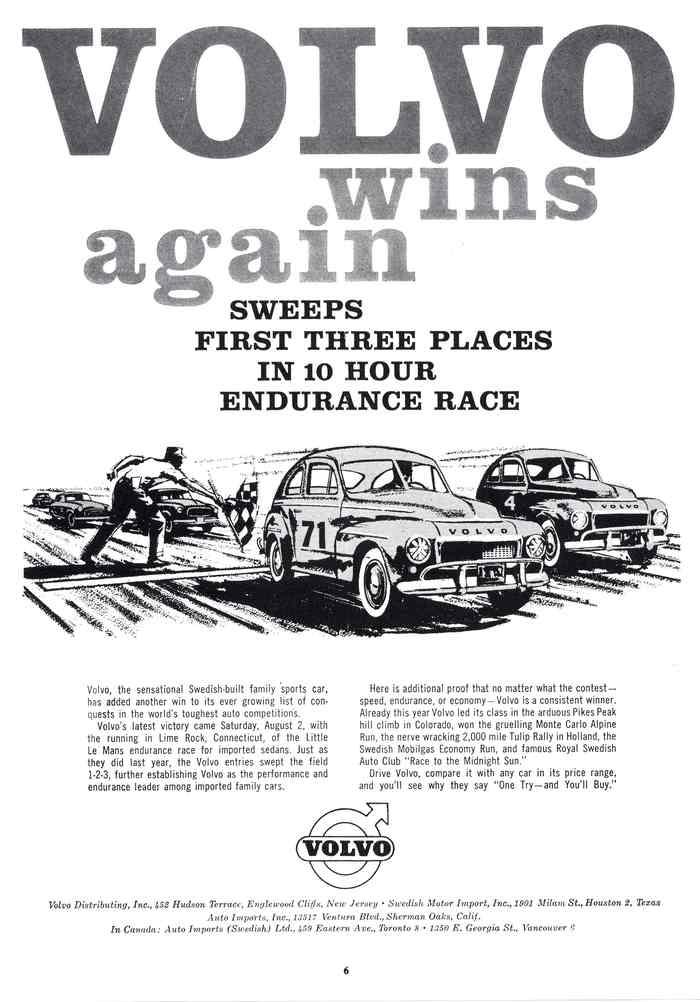 VOLVO
wins
again
SWEEPS
FIRST THREE PLACES
IN 10 HOUR
ENDURANCE RACE
71
VOLVO
4
VOLVO
Volvo, the sensational Swedish-built family sports car,
has added another win to its ever growing list of con-
quests in the world's toughest auto competitions.
Volvo's latest victory came Saturday, August 2, with
the running in Lime Rock, Connecticut, of the Little
Le Mans endurance race for imported sedans. Just as
they did last year, the Volvo entries swept the field
1-2-3, further establishing Volvo as the performance and
endurance leader among imported family cars.
Here is additional proof that no matter what the contest—
speed, endurance, or economy—Volvo is a consistent winner.
Already this year Volvo led its class in the arduous Pikes Peak
hill climb in Colorado, won the gruelling Monte Carlo Alpine
Run, the nerve wracking 2,000 mile Tulip Rally in Holland, the
Swedish Mobilgas Economy Run, and famous Royal Swedish
Auto Club "Race to the Midnight Sun."
Drive Volvo, compare it with any car in its price range,
and you'll see why they say "One Try—and You'll Buy."
VOLVO
Volvo Distributing, Inc., 452 Hudson Terrace, Englewood Cliffs, New Jersey • Swedish Motor Import, Inc., 1901 Milam St., Houston 2, Texas
Auto Imports, Inc., 13517 Ventura Blvd., Sherman Oaks, Calif.
In Canada: Auto Imports (Swedish) Ltd., 459 Eastern Ave., Toronto 8 • 1350 E. Georgia St., Vancouver 6
6